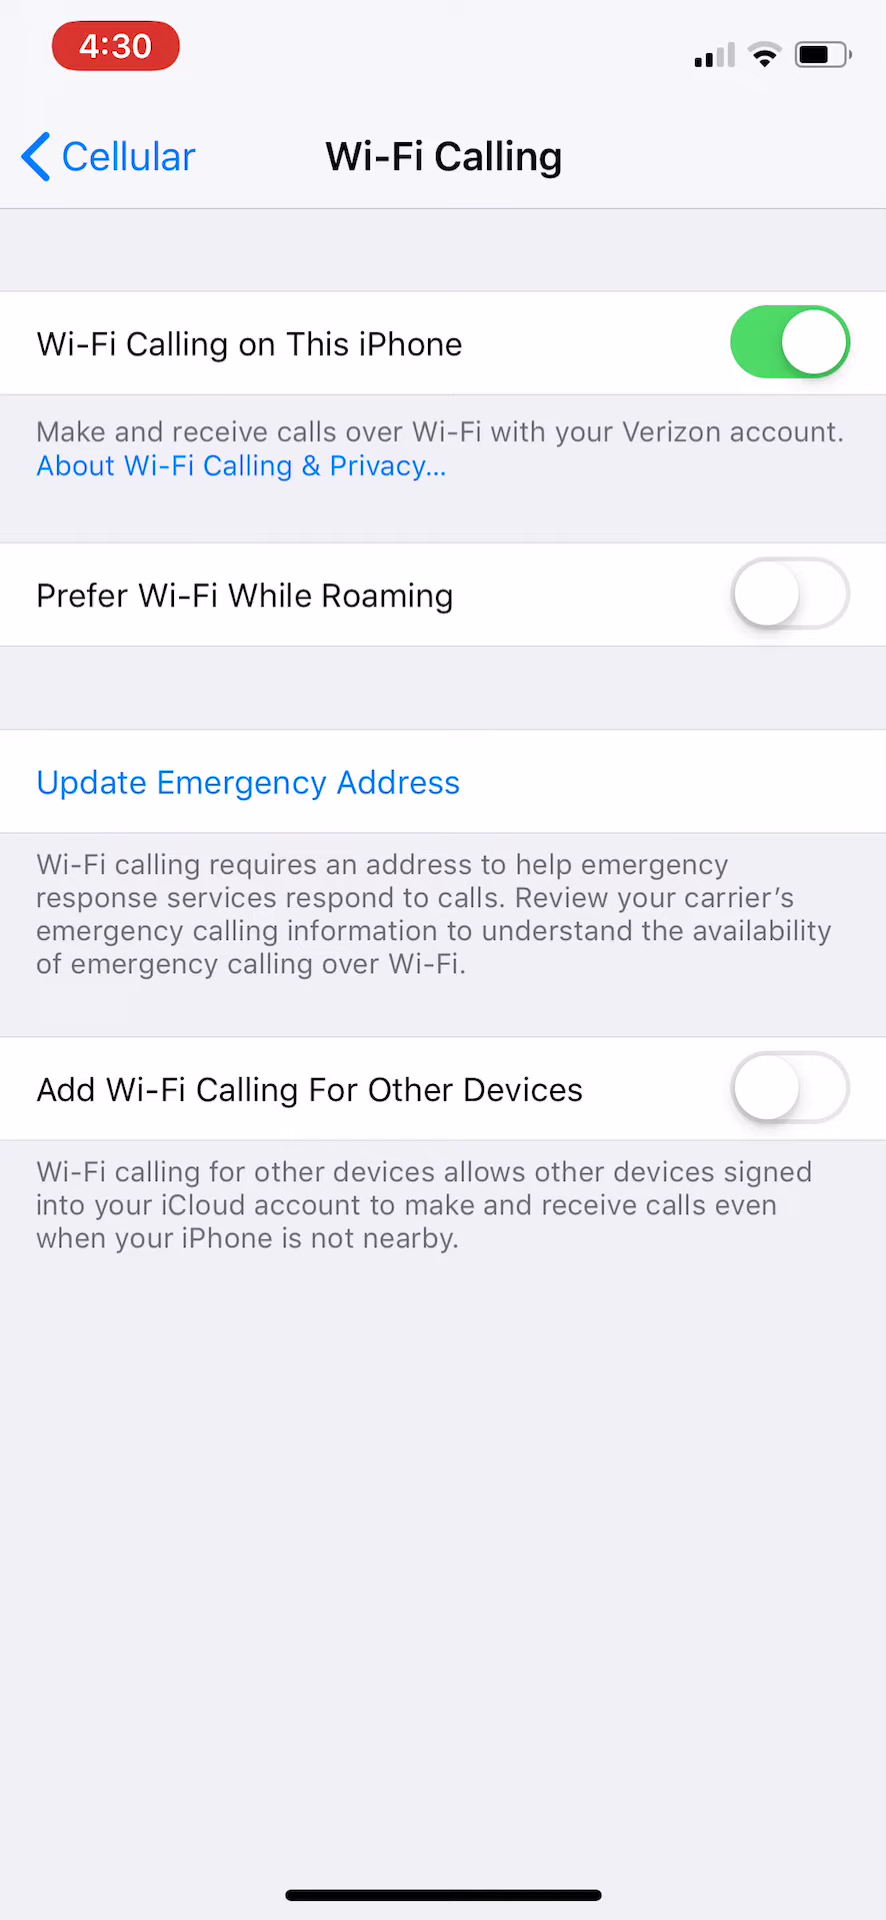 4:30
Cellular
Wi-Fi Calling
Wi-Fi Calling on This iPhone
Make and receive calls over Wi-Fi with your Verizon account.
About Wi-Fi Calling & Privacy...
Prefer Wi-Fi While Roaming
Update Emergency Address
Wi-Fi calling requires an address to help emergency
response services respond to calls. Review your carrier’s
emergency calling information to understand the availability
of emergency calling over Wi-Fi.
Add Wi-Fi Calling For Other Devices
Wi-Fi calling for other devices allows other devices signed
into your iCloud account to make and receive calls even
when your iPhone is not nearby.